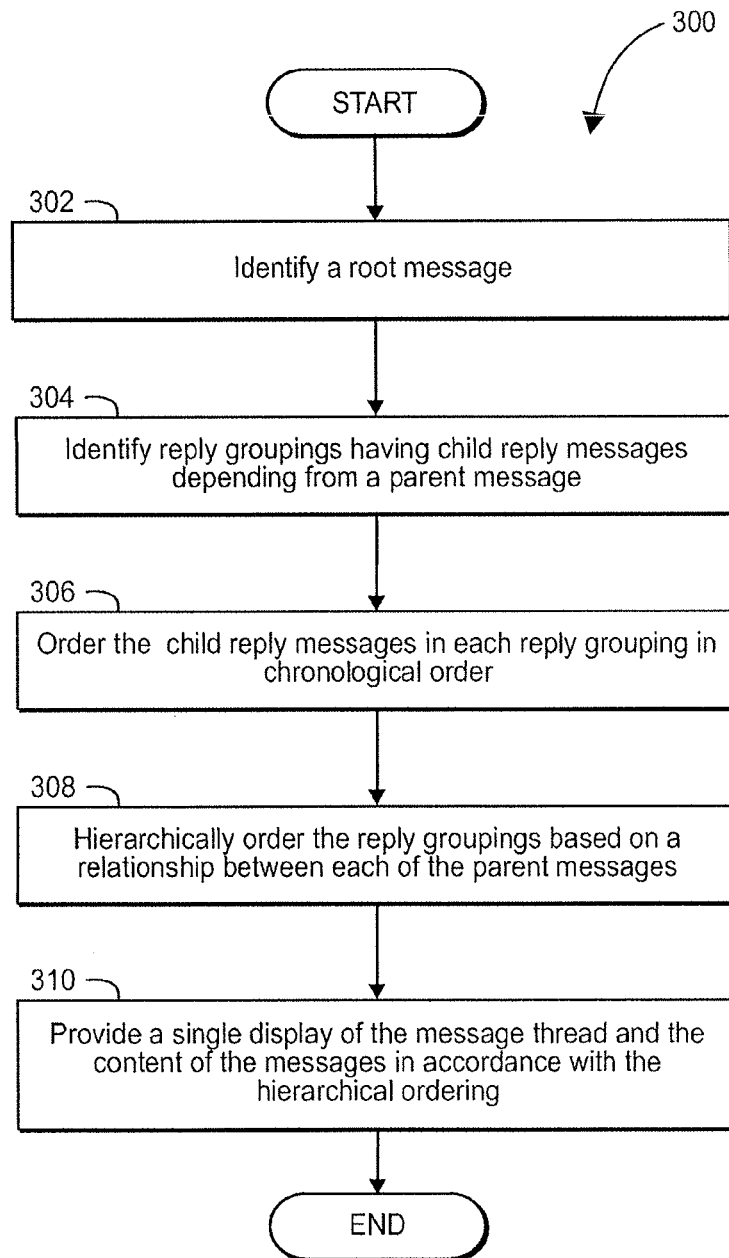 300
START
302
Identify a root message
304
Identify reply groupings having child reply messages
depending from a parent message
306
Order the child reply messages in each reply grouping in
chronological order
308
Hierarchically order the reply groupings based on a
relationship between each of the parent messages
310
Provide a single display of the message thread and the
content of the messages in accordance with the
hierarchical ordering
END